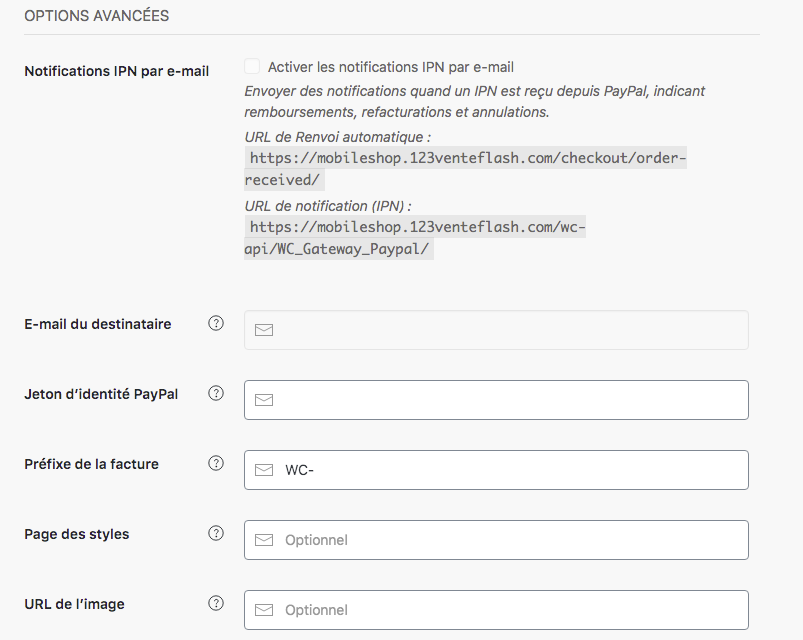 OPTIONS AVANCÉES
Notifications IPN par e-mail
Activer les notifications IPN par e-mail
Envoyer des notifications quand un IPN est reçu depuis PayPal, indicant
remboursements, refacturations et annulations.
URL de Renvoi automatique :
https://mobileshop.123venteflash.com/checkout/order-
received/
URL de notification (IPN) :
https://mobileshop.123venteflash.com/wc-
api/WC_Gateway_Paypal/
E-mail du destinataire ?
Jeton d’identité PayPal ?
Préfixe de la facture ? WC-
Page des styles ? Optionnel
URL de l’image ? Optionnel